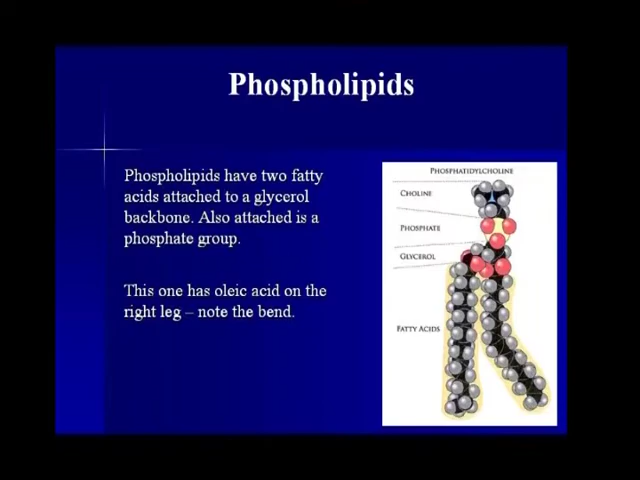 Phospholipids
Phospholipids have two fatty
acids attached to a glycerol
backbone. Also attached is a
phosphate group.
This one has oleic acid on the
right leg – note the bend.
PHOSPHATIDYLCHOLINE
CHOLINE
PHOSPHATE
GLYCEROL
FATTY ACIDS